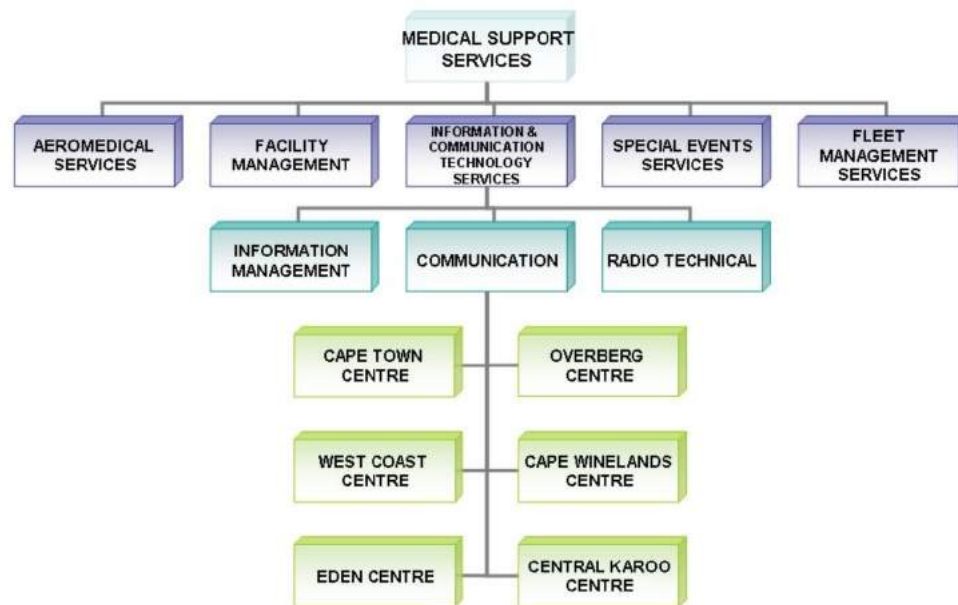 MEDICAL SUPPORT
SERVICES
AEROMEDICAL
SERVICES
FACILITY
MANAGEMENT
INFORMATION &
COMMUNICATION
TECHNOLOGY
SERVICES
SPECIAL EVENTS
SERVICES
FLEET
MANAGEMENT
SERVICES
INFORMATION
MANAGEMENT
COMMUNICATION
RADIO TECHNICAL
CAPE TOWN
CENTRE
OVERBERG
CENTRE
WEST COAST
CENTRE
CAPE WINELANDS
CENTRE
EDEN CENTRE
CENTRAL KAROO
CENTRE